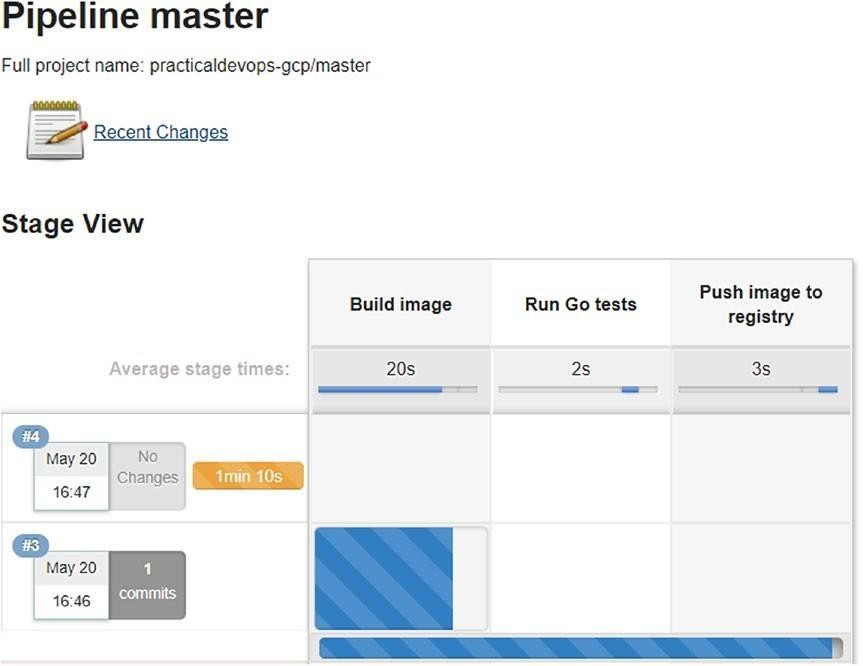 Pipeline master
Full project name: practicaldevops-gcp/master
Recent Changes
Stage View
Build image
Run Go tests
Push image to
registry
Average stage times:
20s
2s
3s
#4
May 20
16:47
No
Changes
1min 10s
#3
May 20
16:46
1
commits